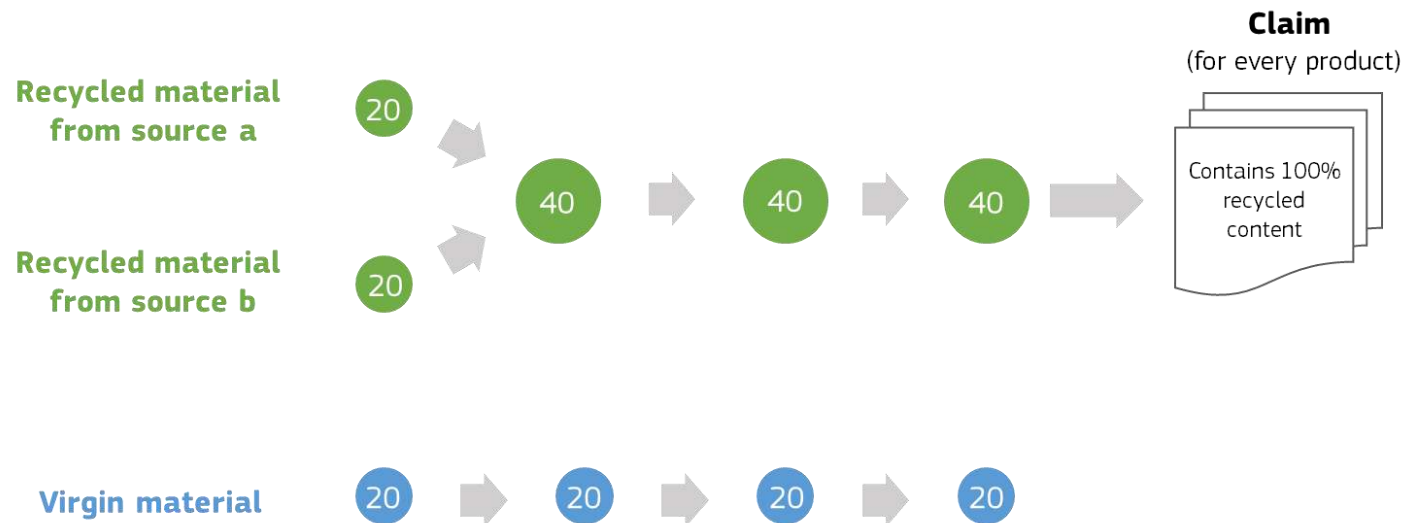 Claim
(for every product)
Recycled material
from source a
20
40
40
40
Contains 100%
recycled
content
Recycled material
from source b
20
Virgin material
20
20
20
20